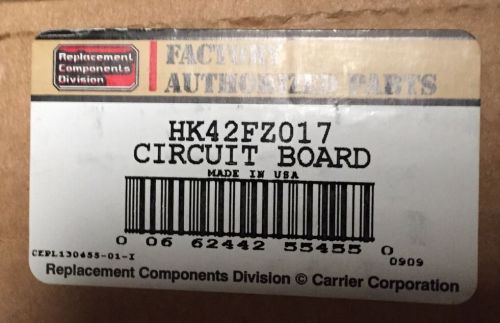 Replacement
Components
Division
FACTORY
AUTHORIZED PARTS
HK42FZ017
CIRCUIT BOARD
MADE IN USA
0 06 62442 55455 0
0909
CEPL130455-01-I
Replacement Components Division © Carrier Corporation